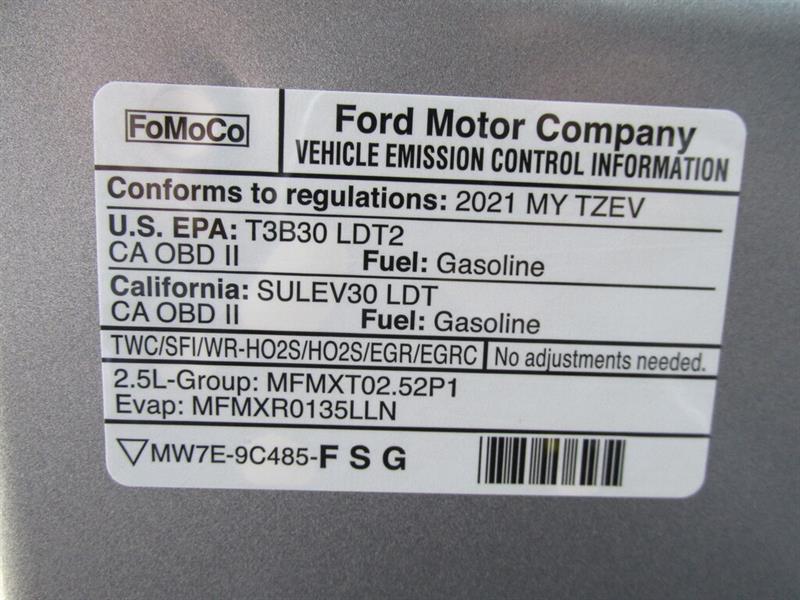 FoMoCo
Ford Motor Company
VEHICLE EMISSION CONTROL INFORMATION
Conforms to regulations: 2021 MY TZEV
U.S. EPA: T3B30 LDT2
CA OBD II Fuel: Gasoline
California: SULEV30 LDT
CA OBD II Fuel: Gasoline
TWC/SFI/WR-HO2S/HO2S/EGR/EGRC No adjustments needed.
2.5L-Group: MFMXT02.52P1
Evap: MFMXR0135LLN
MW7E-9C485-F S G